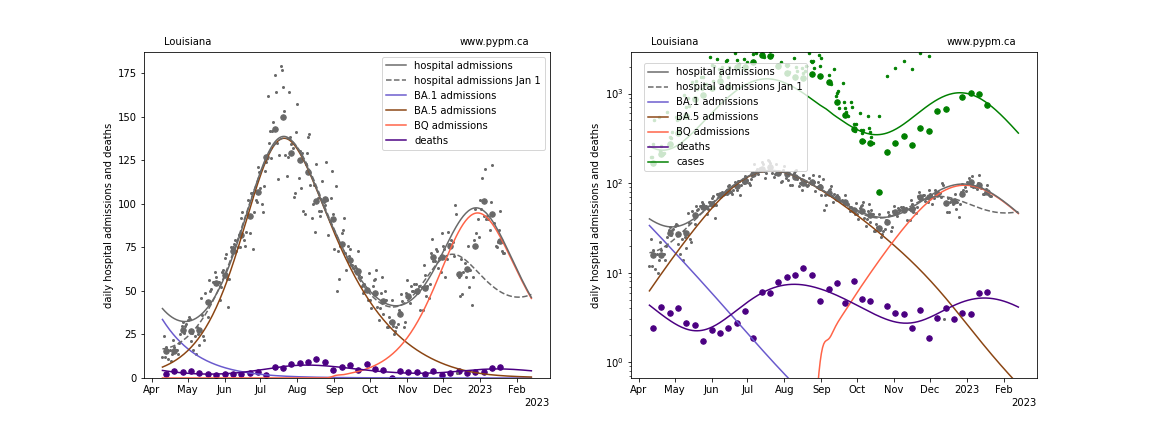 Louisiana www.pypm.ca
hospital admissions
hospital admissions Jan 1
BA.1 admissions
BA.5 admissions
BQ admissions
deaths
daily hospital admissions and deaths
175
150
125
100
75
50
25
0
Apr May Jun Jul Aug Sep Oct Nov Dec 2023 Feb
2023
Louisiana www.pypm.ca
hospital admissions
hospital admissions Jan 1
BA.1 admissions
BA.5 admissions
BQ admissions
deaths
cases
daily hospital admissions and deaths
10³
10²
10¹
10⁰
Apr May Jun Jul Aug Sep Oct Nov Dec 2023 Feb
2023